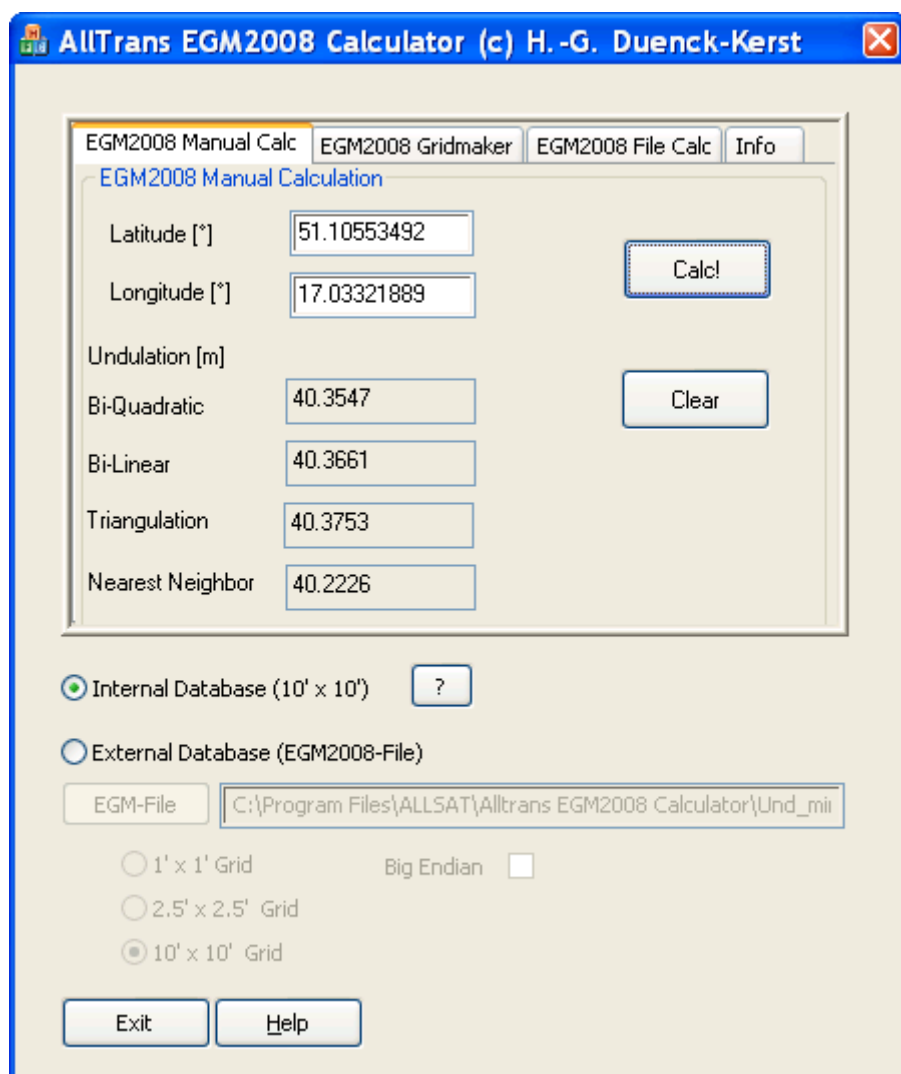 AllTrans EGM2008 Calculator (c) H.-G. Duenck-Kerst
EGM2008 Manual Calc EGM2008 Gridmaker EGM2008 File Calc Info
EGM2008 Manual Calculation
Latitude [°] 51.10553492
Calc!
Longitude [°] 17.03321889
Undulation [m]
Bi-Quadratic 40.3547 Clear
Bi-Linear 40.3661
Triangulation 40.3753
Nearest Neighbor 40.2226
Internal Database (10' x 10') ?
External Database (EGM2008-File)
EGM-File C:\Program Files\ALLSAT\Alltrans EGM2008 Calculator\Und_mi
1' x 1' Grid Big Endian
2.5' x 2.5' Grid
10' x 10' Grid
Exit Help